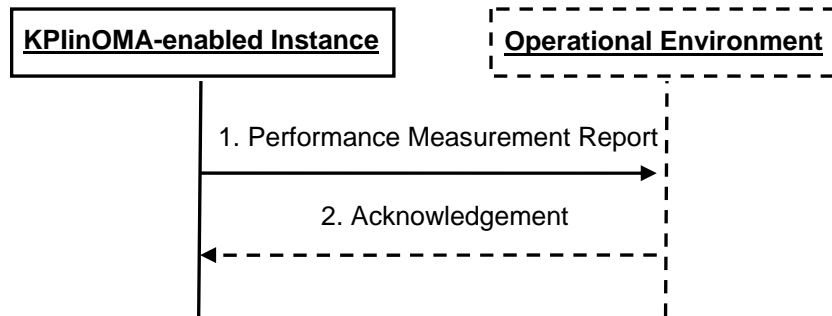 KPIinOMA-enabled Instance
Operational Environment
1. Performance Measurement Report
2. Acknowledgement